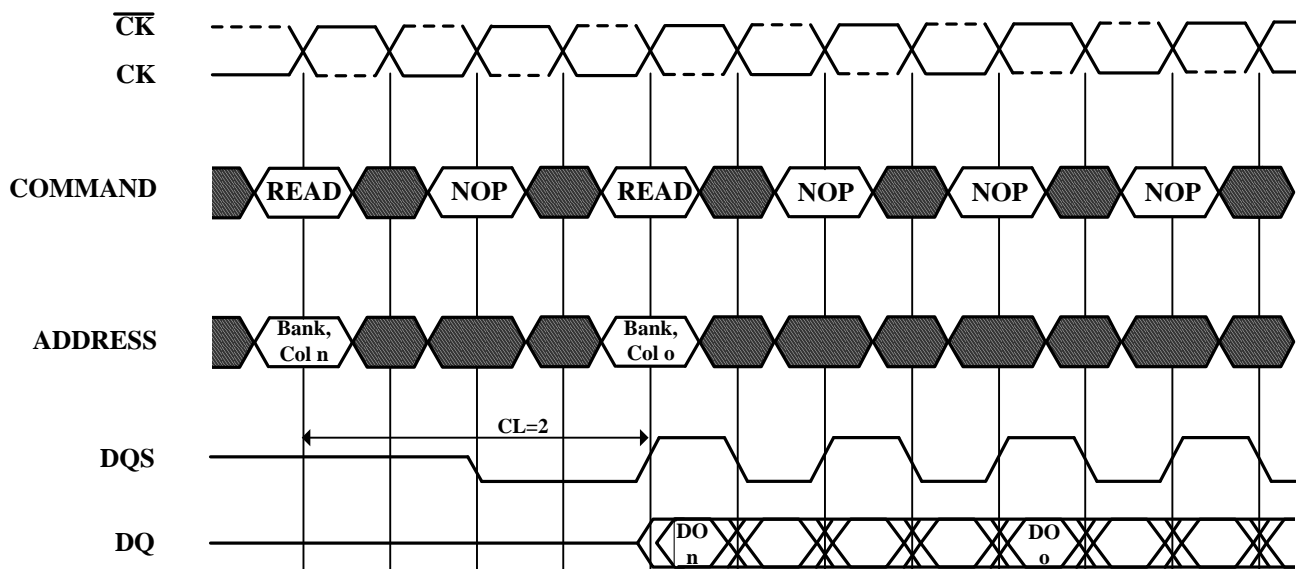 CK
CK
COMMAND
READ NOP READ NOP NOP NOP
ADDRESS
Bank,
Col n
Bank,
Col o
CL=2
DQS
DQ
DO
n
DO
o